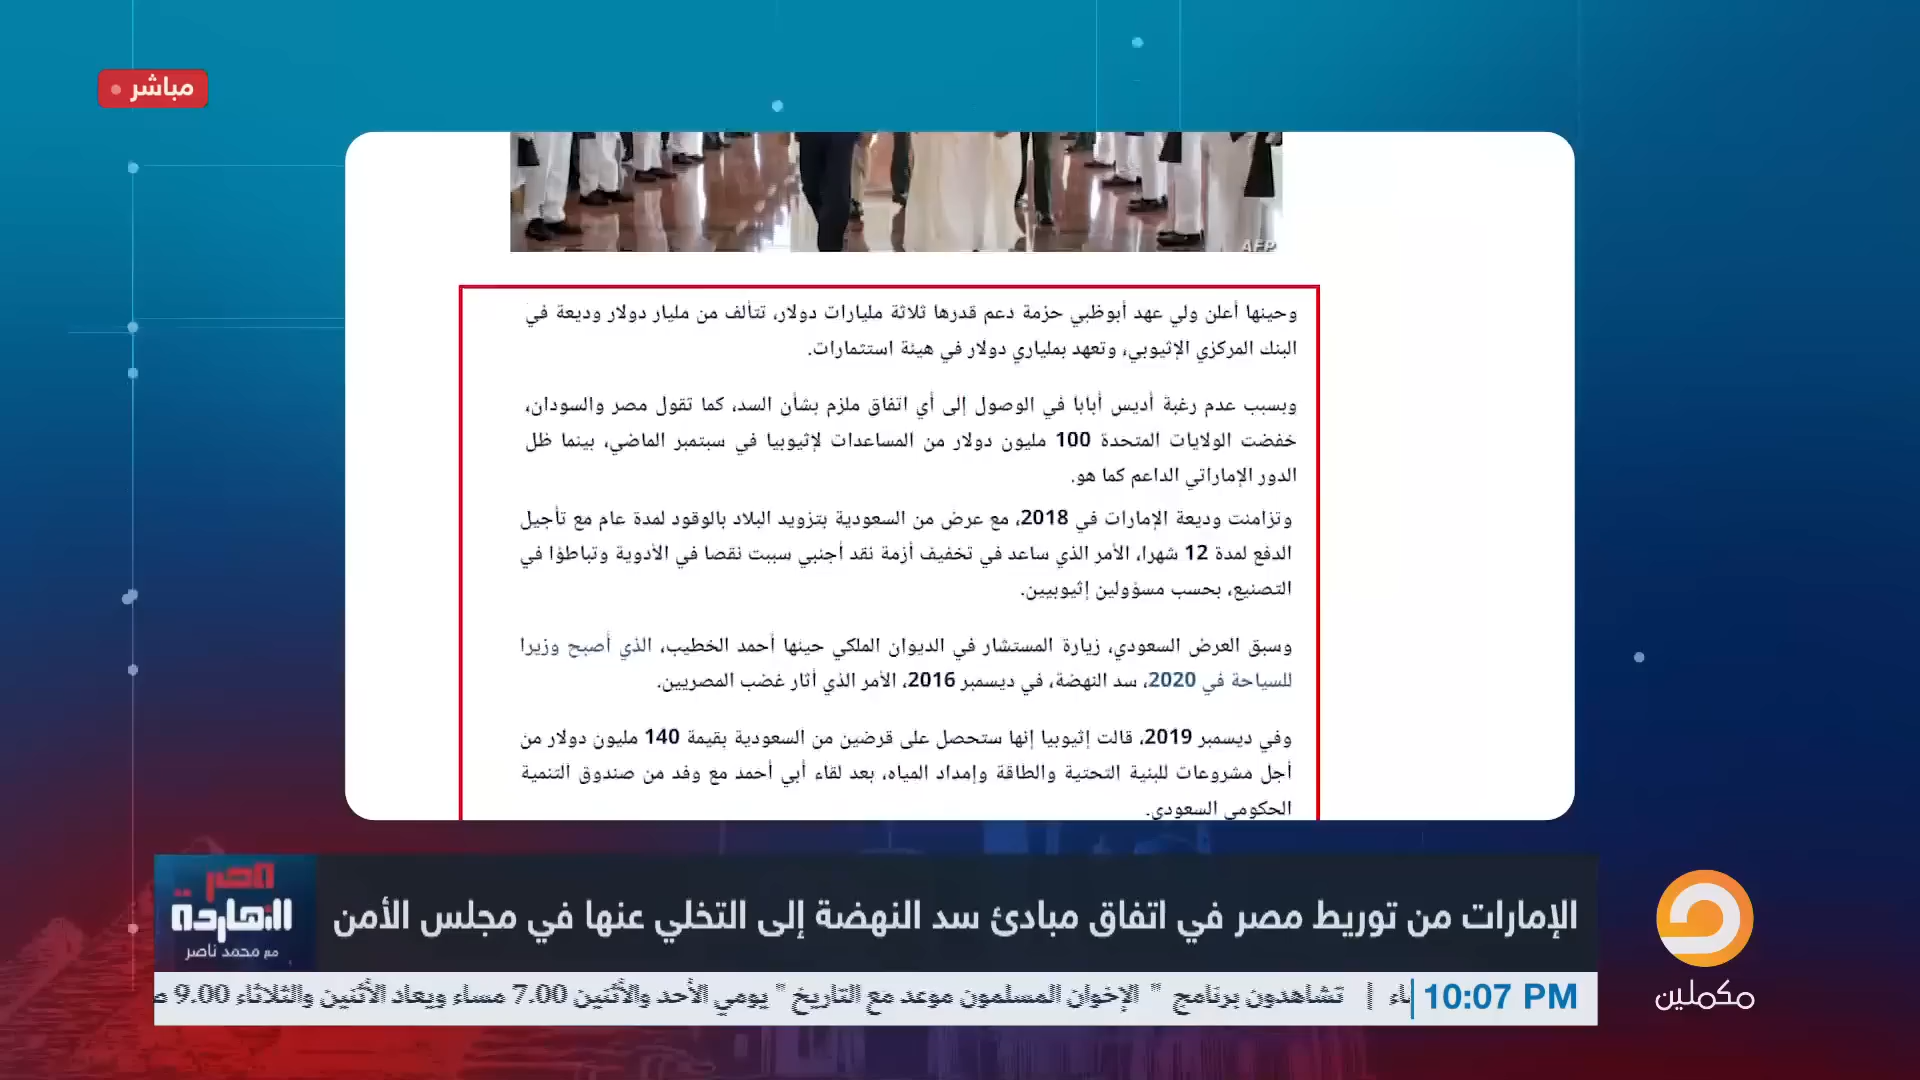 مباشر
AFP
وحينها أعلن ولي عهد أبوظبي حزمة دعم قدرها ثلاثة مليارات دولار، تتألف من مليار دولار وديعة في
البنك المركزي الإثيوبي، وتعهد بملياري دولار في هيئة استثمارات.
وبسبب عدم رغبة أديس أبابا في الوصول إلى أي اتفاق ملزم بشأن السد، كما تقول مصر والسودان،
خفضت الولايات المتحدة 100 مليون دولار من المساعدات لإثيوبيا في سبتمبر الماضي، بينما ظل
الدور الإماراتي الداعم كما هو.
وتزامنت وديعة الإمارات في 2018، مع عرض من السعودية بتزويد البلاد بالوقود لمدة عام مع تأجيل
الدفع لمدة 12 شهرا، الأمر الذي ساعد في تخفيف أزمة نقد أجنبي سببت نقصا في الأدوية وتباطؤا في
التصنيع، بحسب مسؤولين إثيوبيين.
وسبق العرض السعودي، زيارة المستشار في الديوان الملكي حينها أحمد الخطيب، الذي أصبح وزيرا
للسياحة في 2020، سد النهضة، في ديسمبر 2016، الأمر الذي أثار غضب المصريين.
وفي ديسمبر 2019، قالت إثيوبيا إنها ستحصل على قرضين من السعودية بقيمة 140 مليون دولار من
أجل مشروعات للبنية التحتية والطاقة وإمداد المياه، بعد لقاء أبي أحمد مع وفد من صندوق التنمية
الحكومي السعودي.
مصر
النهاردة
مع محمد ناصر
الإمارات من توريط مصر في اتفاق مبادئ سد النهضة إلى التخلي عنها في مجلس الأمن
10:07 PM
| تشاهدون برنامج " الإخوان المسلمون موعد مع التاريخ " يومي الأحد والأثنين 7.00 مساء ويعاد الأثنين والثلاثاء 9.00
مكملين